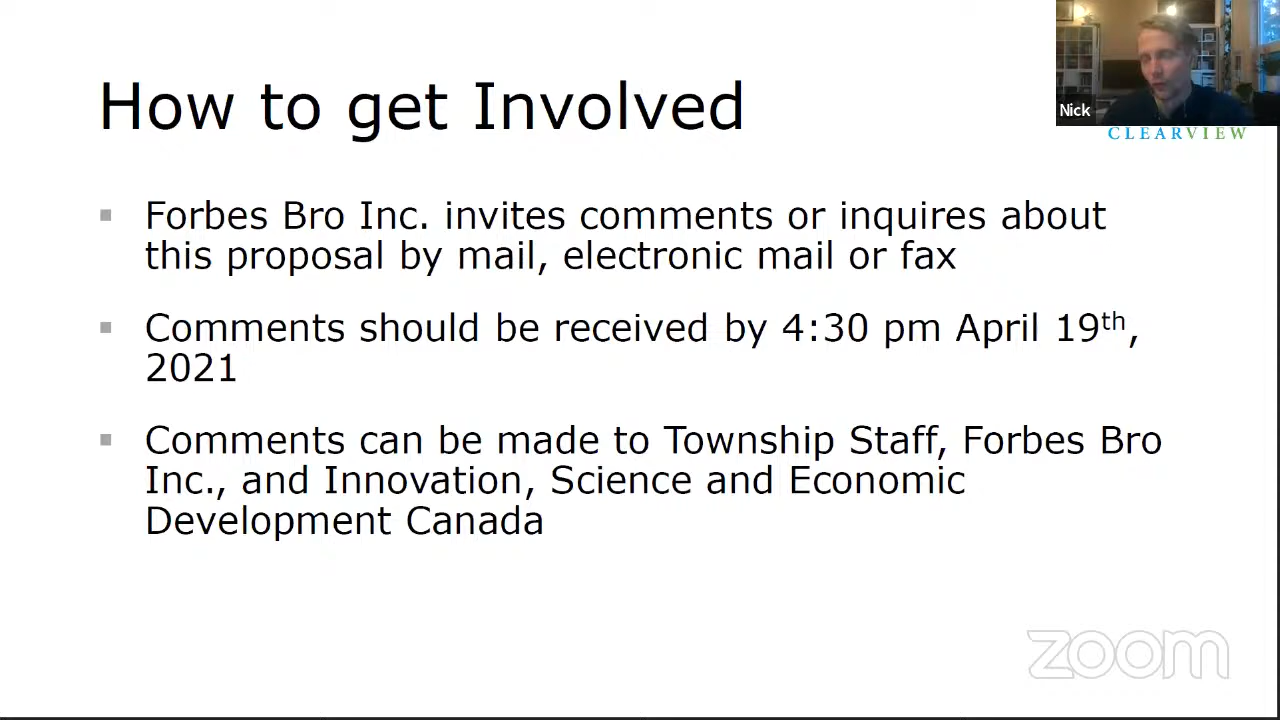 How to get Involved
Nick
CLEARVIEW
▪ Forbes Bro Inc. invites comments or inquires about
this proposal by mail, electronic mail or fax
▪ Comments should be received by 4:30 pm April 19th,
2021
▪ Comments can be made to Township Staff, Forbes Bro
Inc., and Innovation, Science and Economic
Development Canada
zoom